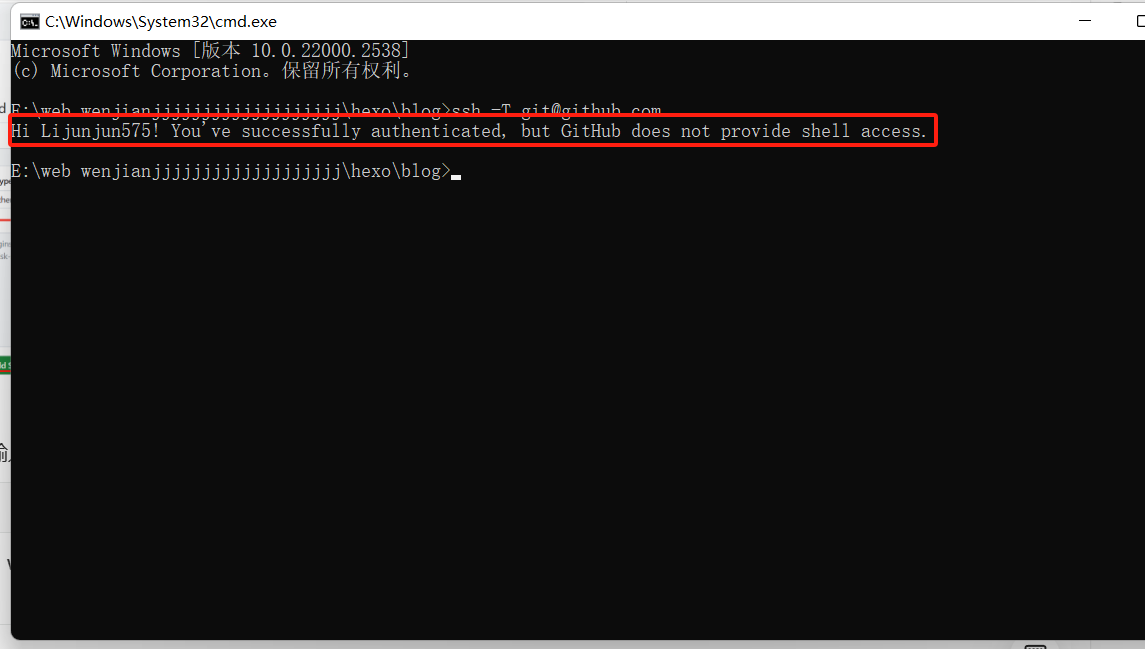 C:\Windows\System32\cmd.exe
Microsoft Windows [版本 10.0.22000.2538]
(c) Microsoft Corporation。保留所有权利。
E:\web wenjianjjjjjjjjjjjjjjjjjjj\hexo\blog>ssh -T git@github.com
Hi Lijunjun575! You've successfully authenticated, but GitHub does not provide shell access.
E:\web wenjianjjjjjjjjjjjjjjjjjjj\hexo\blog>